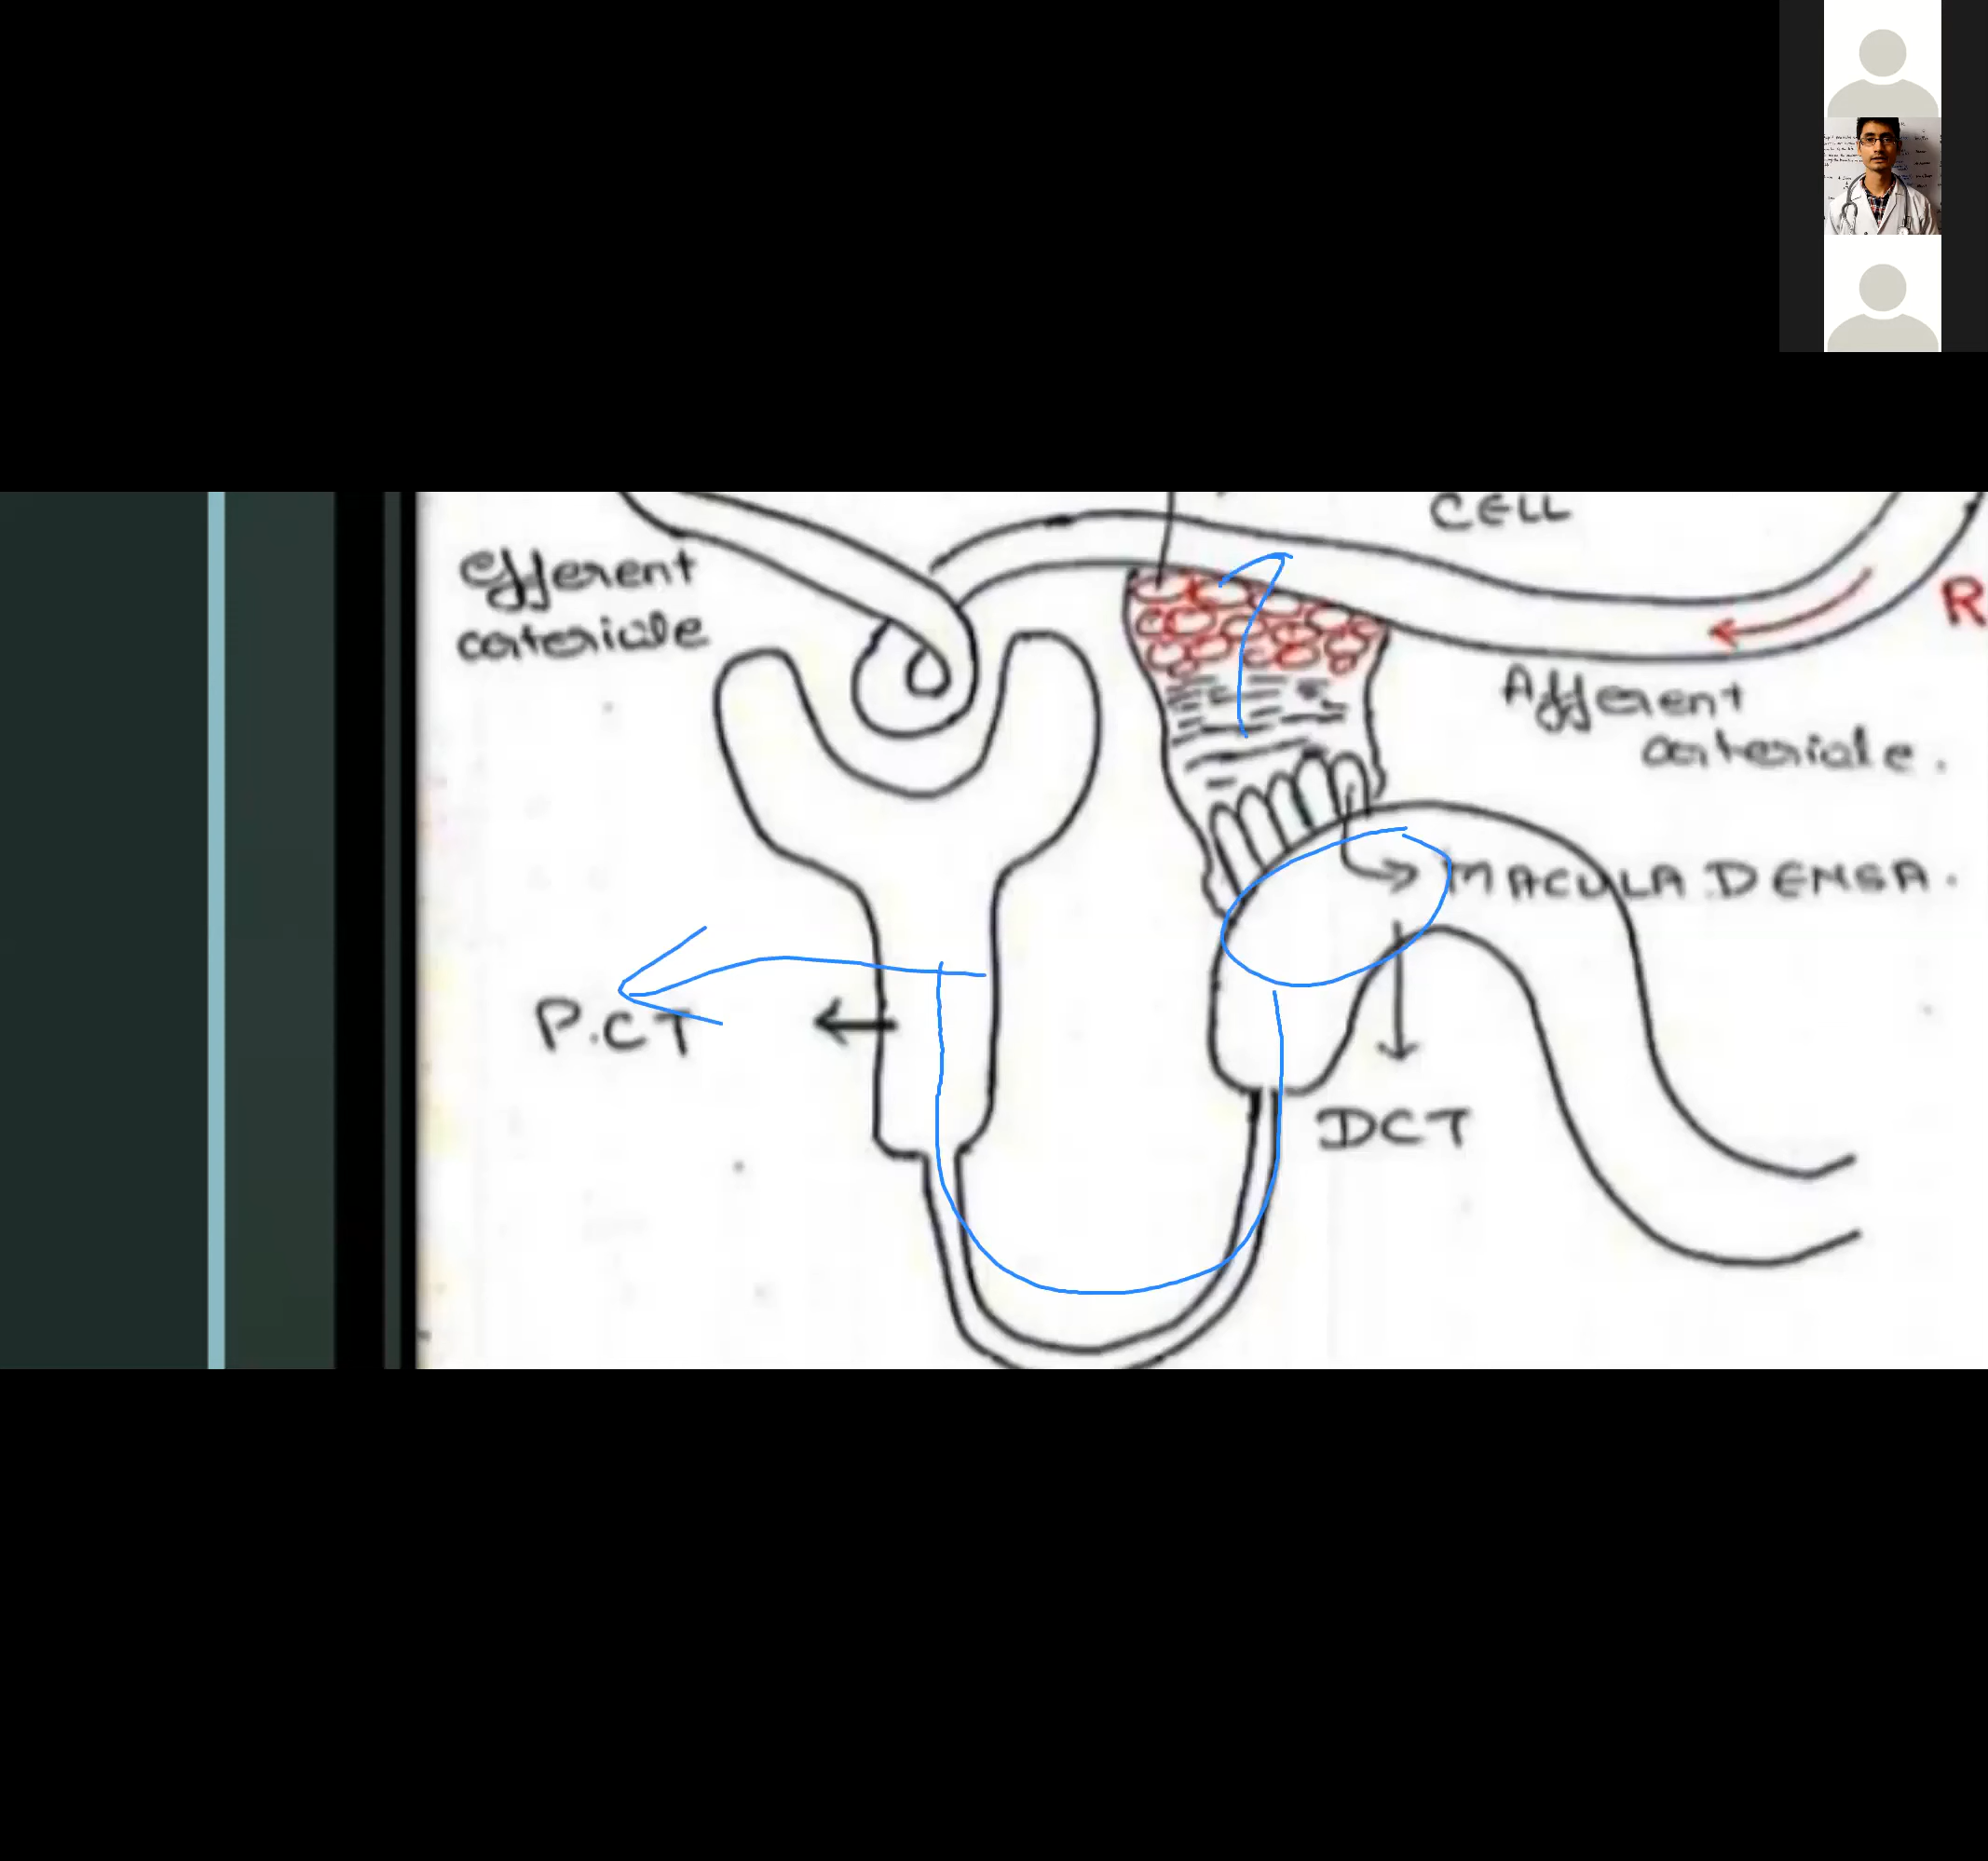 CELL
Efferent
arteriole
R
Afferent
arteriole.
MACULA DENSA.
P.CT
DCT